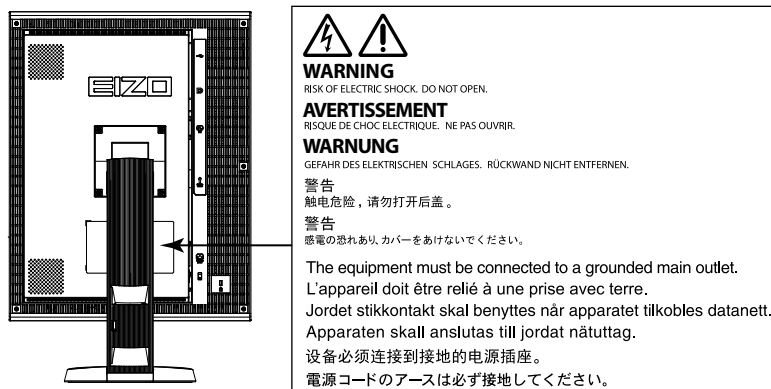 EIZO
WARNING
RISK OF ELECTRIC SHOCK. DO NOT OPEN.
AVERTISSEMENT
RISQUE DE CHOC ELECTRIQUE. NE PAS OUVRIR.
WARNUNG
GEFAHR DES ELEKTRISCHEN SCHLAGES. RÜCKWAND NICHT ENTFERNEN.
警告
触电危险，请勿打开后盖。
警告
感電の恐れあり、カバーをあけないでください。
The equipment must be connected to a grounded main outlet.
L'appareil doit être relié à une prise avec terre.
Jordet stikkontakt skal benyttes når apparatet tilkobles datanett.
Apparaten skall anslutas till jordat nätuttag.
设备必须连接到接地的电源插座。
電源コードのアースは必ず接地してください。